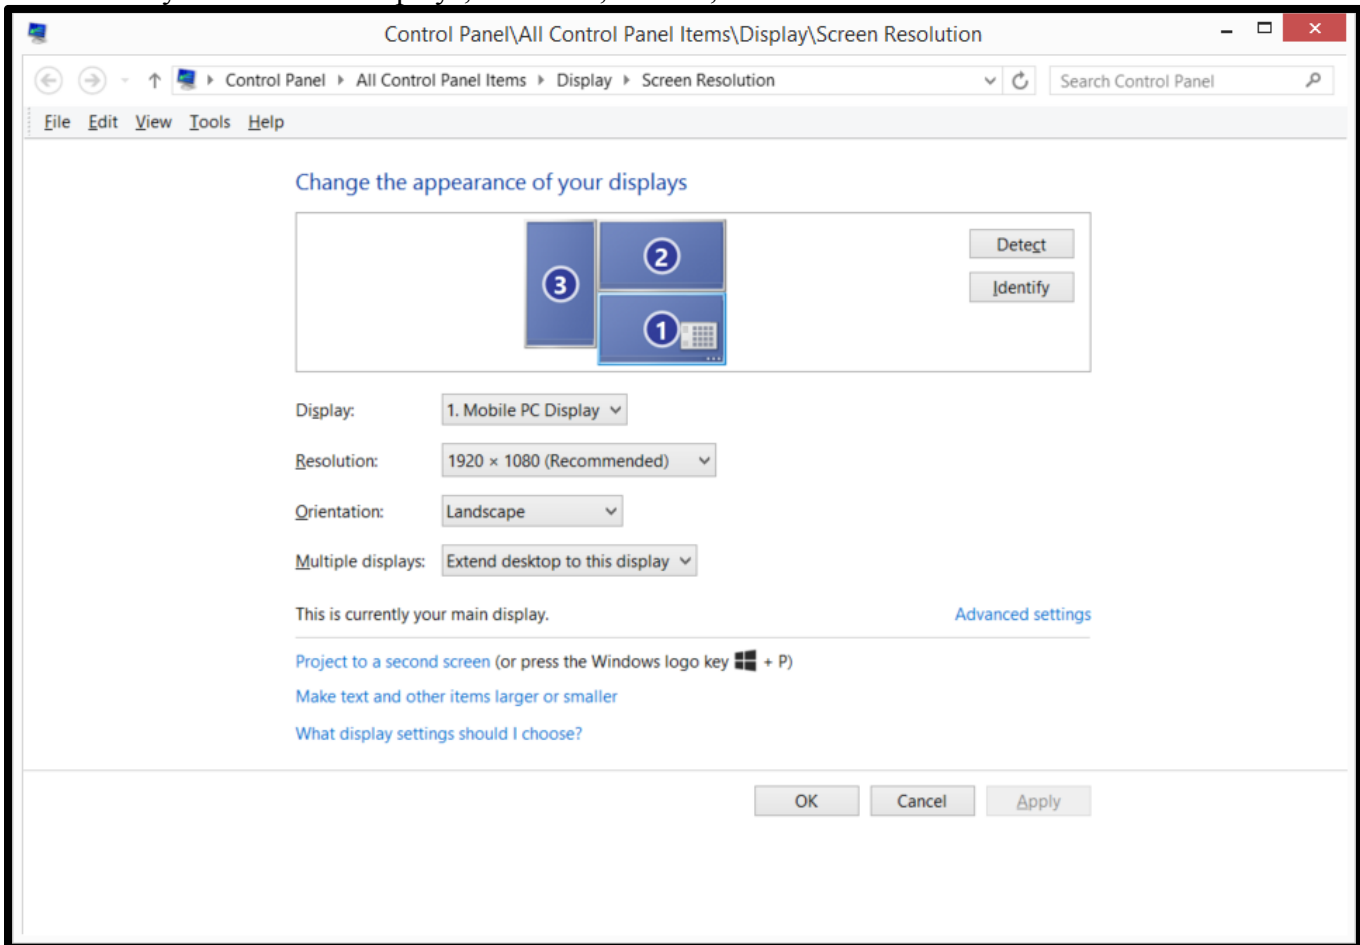 Control Panel\All Control Panel Items\Display\Screen Resolution
Control Panel All Control Panel Items Display Screen Resolution Search Control Panel
File Edit View Tools Help
Change the appearance of your displays
3 2 Detect
1 Identify
Display: 1. Mobile PC Display
Resolution: 1920 × 1080 (Recommended)
Orientation: Landscape
Multiple displays: Extend desktop to this display
This is currently your main display. Advanced settings
Project to a second screen (or press the Windows logo key + P)
Make text and other items larger or smaller
What display settings should I choose?
OK Cancel Apply